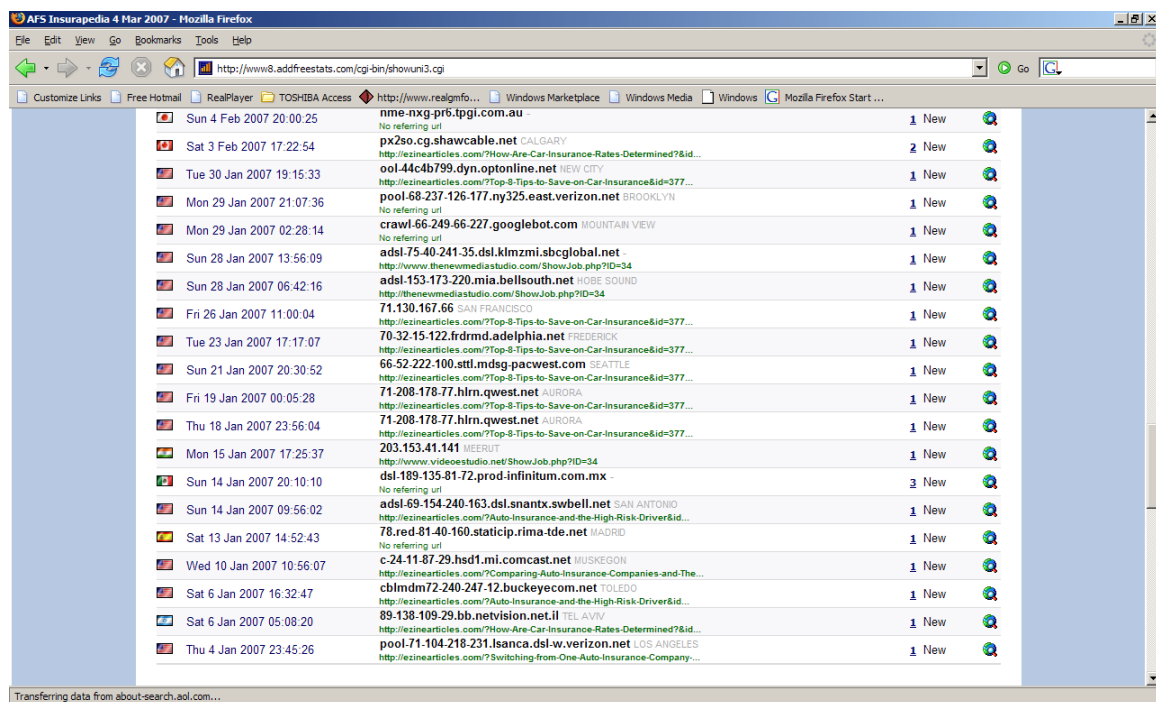 AFS Insurapedia 4 Mar 2007 - Mozilla Firefox
File Edit View Go Bookmarks Tools Help
http://www8.addfreestats.com/cgi-bin/showuni3.cgi Go G
Customize Links Free Hotmail RealPlayer TOSHIBA Access http://www.realgmfo... Windows Marketplace Windows Media Windows Mozilla Firefox Start ...
Sun 4 Feb 2007 20:00:25 nme-nxg-pr6.tpgi.com.au - 1 New
No referring url
Sat 3 Feb 2007 17:22:54 px2so.cg.shawcable.net CALGARY 2 New
http://ezinearticles.com/?How-Are-Car-Insurance-Rates-Determined?&id...
Tue 30 Jan 2007 19:15:33 ool-44c4b799.dyn.optonline.net NEW CITY 1 New
http://ezinearticles.com/?Top-8-Tips-to-Save-on-Car-Insurance&id=377...
Mon 29 Jan 2007 21:07:36 pool-68-237-126-177.ny325.east.verizon.net BROOKLYN 1 New
No referring url
Mon 29 Jan 2007 02:28:14 crawl-66-249-66-227.googlebot.com MOUNTAIN VIEW 1 New
No referring url
Sun 28 Jan 2007 13:56:09 adsl-75-40-241-35.dsl.klmzmi.sbcglobal.net - 1 New
http://www.thenewmediastudio.com/ShowJob.php?ID=34
Sun 28 Jan 2007 06:42:16 adsl-153-173-220.mia.bellsouth.net HOBE SOUND 1 New
http://thenewmediastudio.com/ShowJob.php?ID=34
Fri 26 Jan 2007 11:00:04 71.130.167.66 SAN FRANCISCO 1 New
http://ezinearticles.com/?Top-8-Tips-to-Save-on-Car-Insurance&id=377...
Tue 23 Jan 2007 17:17:07 70-32-15-122.frdrmd.adelphia.net FREDERICK 1 New
http://ezinearticles.com/?Top-8-Tips-to-Save-on-Car-Insurance&id=377...
Sun 21 Jan 2007 20:30:52 66-52-222-100.sttl.mdsg-pacwest.com SEATTLE 1 New
http://ezinearticles.com/?Top-8-Tips-to-Save-on-Car-Insurance&id=377...
Fri 19 Jan 2007 00:05:28 71-208-178-77.hlrn.qwest.net AURORA 1 New
http://ezinearticles.com/?Top-8-Tips-to-Save-on-Car-Insurance&id=377...
Thu 18 Jan 2007 23:56:04 71-208-178-77.hlrn.qwest.net AURORA 1 New
http://ezinearticles.com/?Top-8-Tips-to-Save-on-Car-Insurance&id=377...
Mon 15 Jan 2007 17:25:37 203.153.41.141 MEERUT 1 New
http://www.videoestudio.net/ShowJob.php?ID=34
Sun 14 Jan 2007 20:10:10 dsl-189-135-81-72.prod-infinitum.com.mx - 3 New
No referring url
Sun 14 Jan 2007 09:56:02 adsl-69-154-240-163.dsl.snantx.swbell.net SAN ANTONIO 1 New
http://ezinearticles.com/?Auto-Insurance-and-the-High-Risk-Driver&id...
Sat 13 Jan 2007 14:52:43 78.red-81-40-160.staticip.rima-tde.net MADRID 1 New
No referring url
Wed 10 Jan 2007 10:56:07 c-24-11-87-29.hsd1.mi.comcast.net MUSKEGON 1 New
http://ezinearticles.com/?Comparing-Auto-Insurance-Companies-and-The...
Sat 6 Jan 2007 16:32:47 cblmdm72-240-247-12.buckeyecom.net TOLEDO 1 New
http://ezinearticles.com/?Auto-Insurance-and-the-High-Risk-Driver&id...
Sat 6 Jan 2007 05:08:20 89-138-109-29.bb.netvision.net.il TEL AVIV 1 New
http://ezinearticles.com/?How-Are-Car-Insurance-Rates-Determined?&id...
Thu 4 Jan 2007 23:45:26 pool-71-104-218-231.lsanca.dsl-w.verizon.net LOS ANGELES 1 New
http://ezinearticles.com/?Switching-from-One-Auto-Insurance-Company-...
Transferring data from about-search.aol.com...